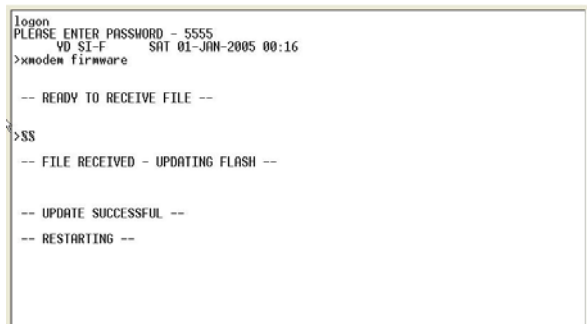 logon
PLEASE ENTER PASSWORD - 5555
YD SI-F SAT 01-JAN-2005 00:16
>xmodem firmware
-- READY TO RECEIVE FILE --
>§§
-- FILE RECEIVED - UPDATING FLASH --
-- UPDATE SUCCESSFUL --
-- RESTARTING --